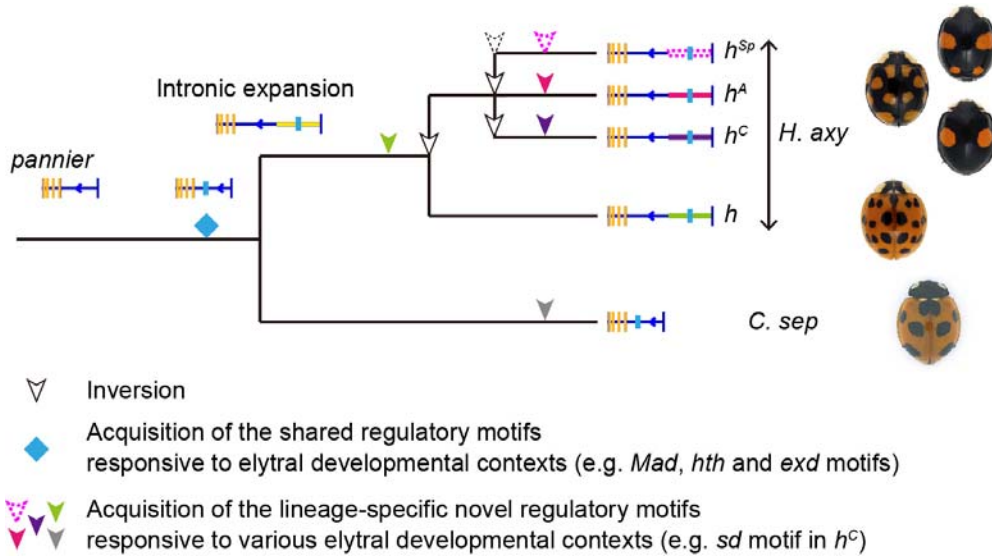 h^Sp
Intronic expansion
h^A
h^C
H. axy
pannier
h
C. sep
Inversion
Acquisition of the shared regulatory motifs
responsive to elytral developmental contexts (e.g. Mad, hth and exd motifs)
Acquisition of the lineage-specific novel regulatory motifs
responsive to various elytral developmental contexts (e.g. sd motif in h^C)